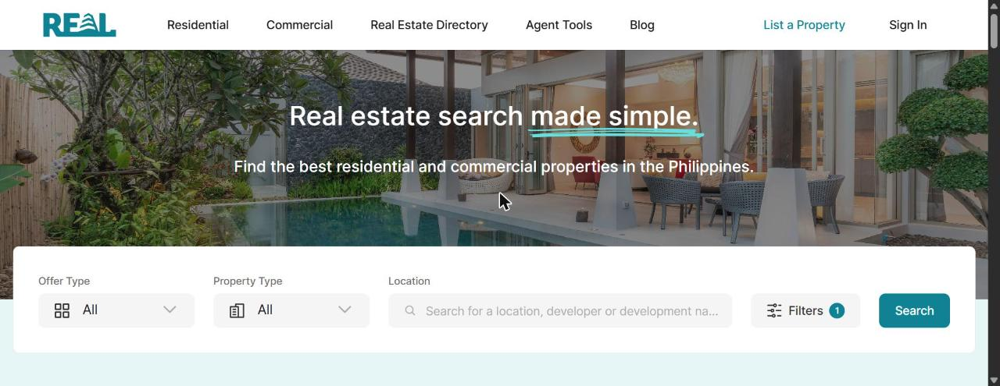 REAL
Residential
Commercial
Real Estate Directory
Agent Tools
Blog
List a Property
Sign In
Real estate search made simple.
Find the best residential and commercial properties in the Philippines.
Offer Type
Property Type
Location
All
All
Search for a location, developer or development na...
Filters 1
Search